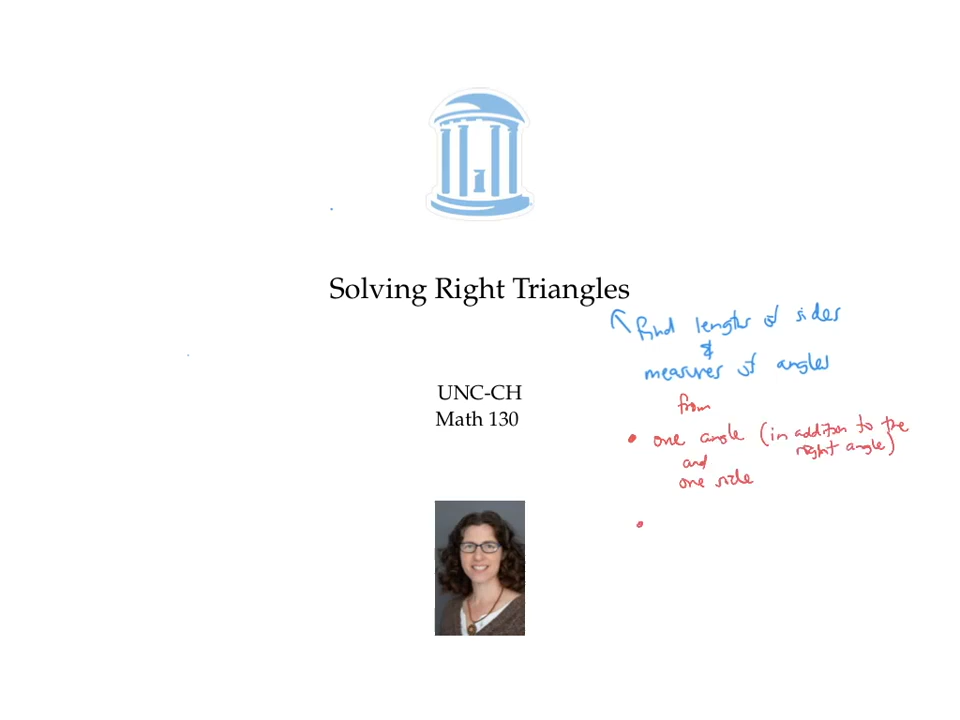 Solving Right Triangles
find lengths of sides
&
measures of angles
UNC-CH
Math 130
from
• one angle (in addition to the
right angle)
and
one side
•